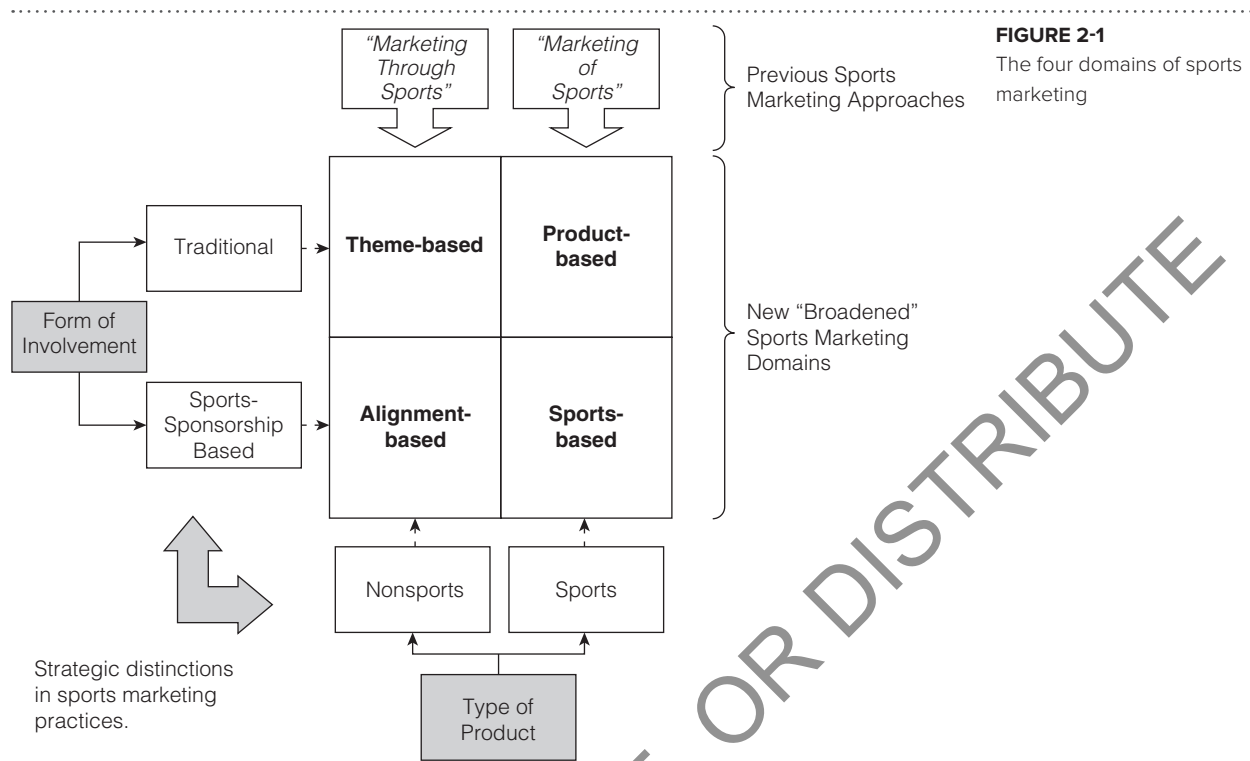 FIGURE 2-1
The four domains of sports
marketing
“Marketing
Through
Sports”
“Marketing
of
Sports”
Previous Sports
Marketing Approaches
Traditional
Theme-based
Product-
based
Form of
Involvement
New “Broadened”
Sports Marketing
Domains
Sports-
Sponsorship
Based
Alignment-
based
Sports-
based
Nonsports
Sports
Strategic distinctions
in sports marketing
practices.
Type of
Product
OR DISTRIBUTE